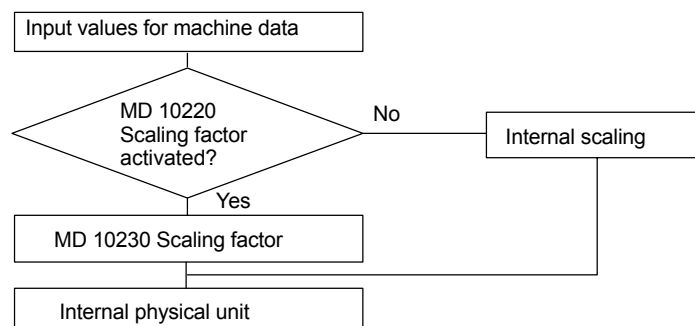 Input values for machine data
MD 10220
Scaling factor
activated?
No
Internal scaling
Yes
MD 10230 Scaling factor
Internal physical unit